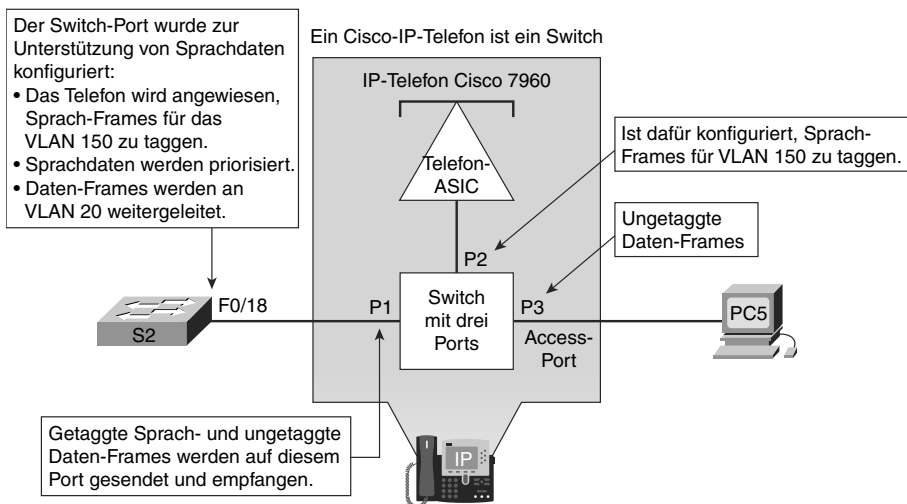 Der Switch-Port wurde zur
Unterstützung von Sprachdaten
konfiguriert:
• Das Telefon wird angewiesen,
Sprach-Frames für das
VLAN 150 zu taggen.
• Sprachdaten werden priorisiert.
• Daten-Frames werden an
VLAN 20 weitergeleitet.
Ein Cisco-IP-Telefon ist ein Switch
IP-Telefon Cisco 7960
Telefon-
ASIC
Ist dafür konfiguriert, Sprach-
Frames für VLAN 150 zu taggen.
Ungetaggte
Daten-Frames
P2
F0/18
S2
P1
Switch
mit drei
Ports
P3
Access-
Port
PC5
Getaggte Sprach- und ungetaggte
Daten-Frames werden auf diesem
Port gesendet und empfangen.
IP